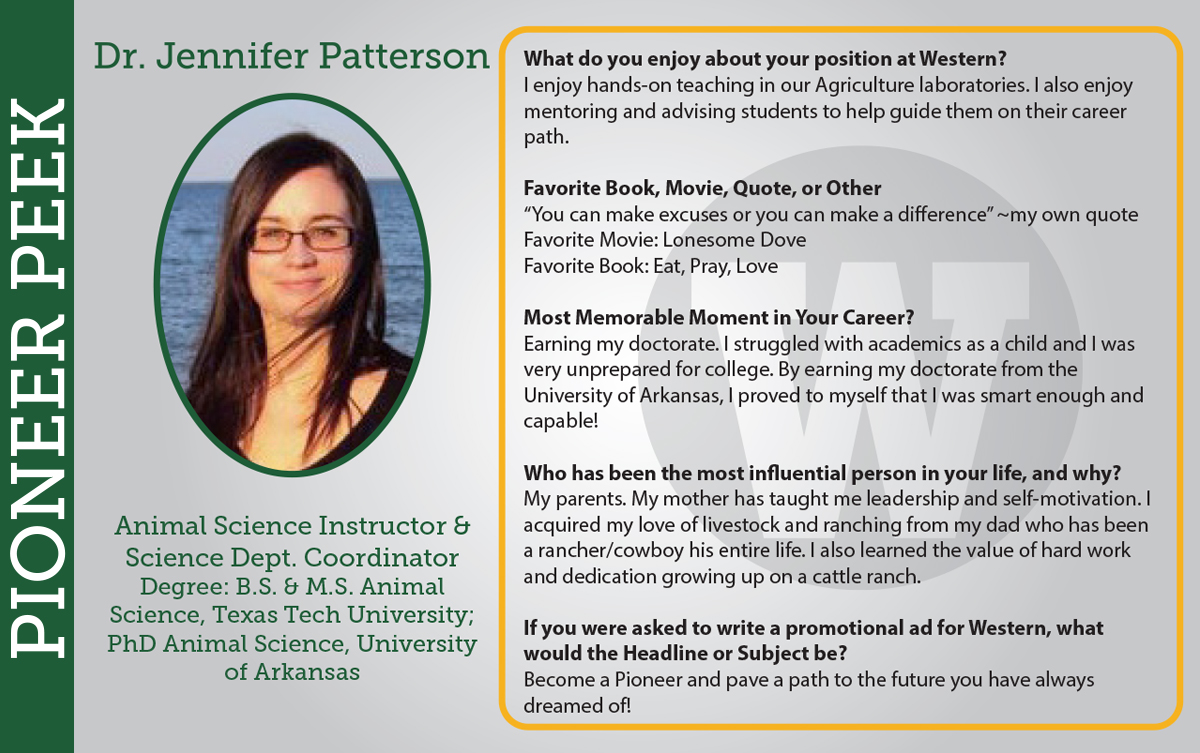 PIONEER PEEK
Dr. Jennifer Patterson
Animal Science Instructor &
Science Dept. Coordinator
Degree: B.S. & M.S. Animal
Science, Texas Tech University;
PhD Animal Science, University
of Arkansas
What do you enjoy about your position at Western?
I enjoy hands-on teaching in our Agriculture laboratories. I also enjoy
mentoring and advising students to help guide them on their career
path.
Favorite Book, Movie, Quote, or Other
“You can make excuses or you can make a difference” ~my own quote
Favorite Movie: Lonesome Dove
Favorite Book: Eat, Pray, Love
Most Memorable Moment in Your Career?
Earning my doctorate. I struggled with academics as a child and I was
very unprepared for college. By earning my doctorate from the
University of Arkansas, I proved to myself that I was smart enough and
capable!
Who has been the most influential person in your life, and why?
My parents. My mother has taught me leadership and self-motivation. I
acquired my love of livestock and ranching from my dad who has been
a rancher/cowboy his entire life. I also learned the value of hard work
and dedication growing up on a cattle ranch.
If you were asked to write a promotional ad for Western, what
would the Headline or Subject be?
Become a Pioneer and pave a path to the future you have always
dreamed of!
W